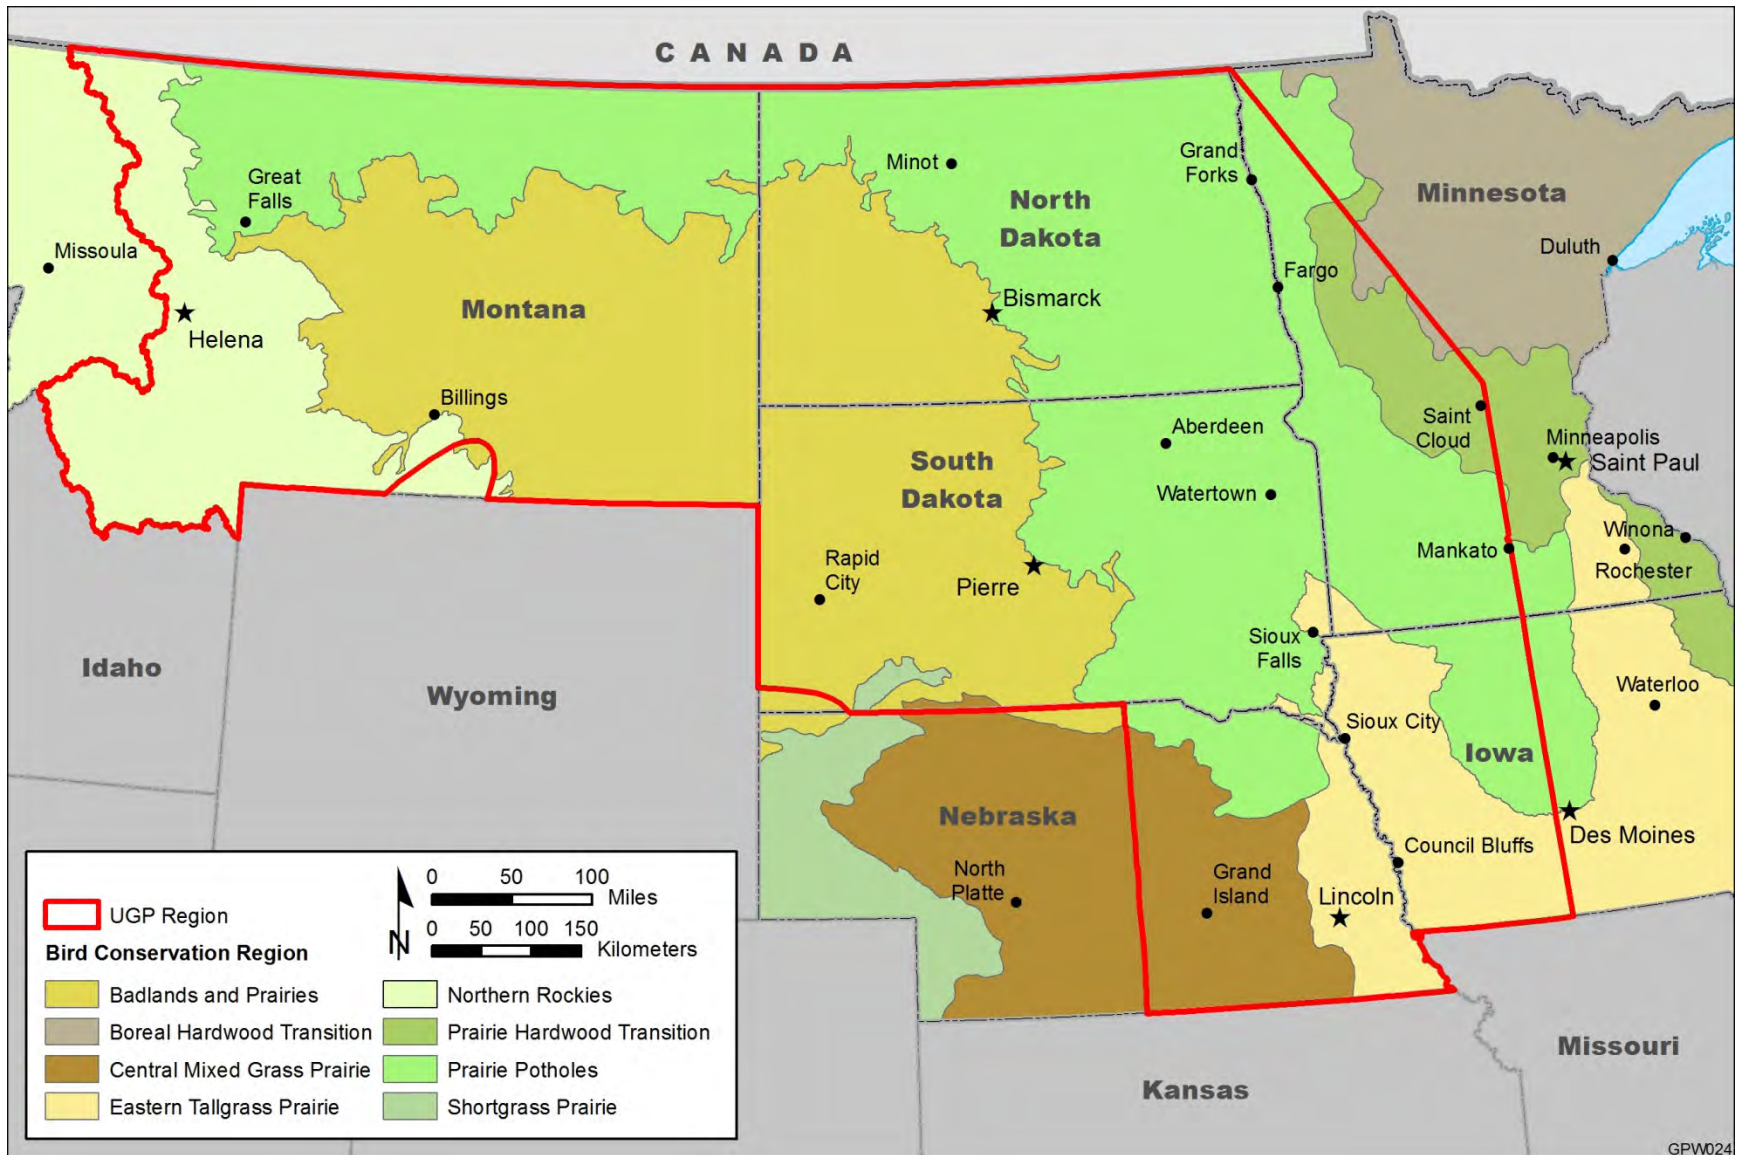 CANADA
Minot
Grand
Forks
Great
Falls
North
Dakota
Minnesota
Missoula
Duluth
Fargo
Montana
Bismarck
Helena
Billings
Saint
Cloud
Aberdeen
Minneapolis
Saint Paul
South
Dakota
Watertown
Winona
Mankato
Rapid
City
Pierre
Rochester
Sioux
Falls
Idaho
Wyoming
Waterloo
Sioux City
Iowa
Nebraska
Des Moines
Council Bluffs
North
Platte
Grand
Island
Lincoln
0 50 100
Miles
UGP Region
0 50 100 150
Kilometers
N
Bird Conservation Region
Badlands and Prairies
Northern Rockies
Boreal Hardwood Transition
Prairie Hardwood Transition
Central Mixed Grass Prairie
Prairie Potholes
Eastern Tallgrass Prairie
Shortgrass Prairie
Missouri
Kansas
GPW024